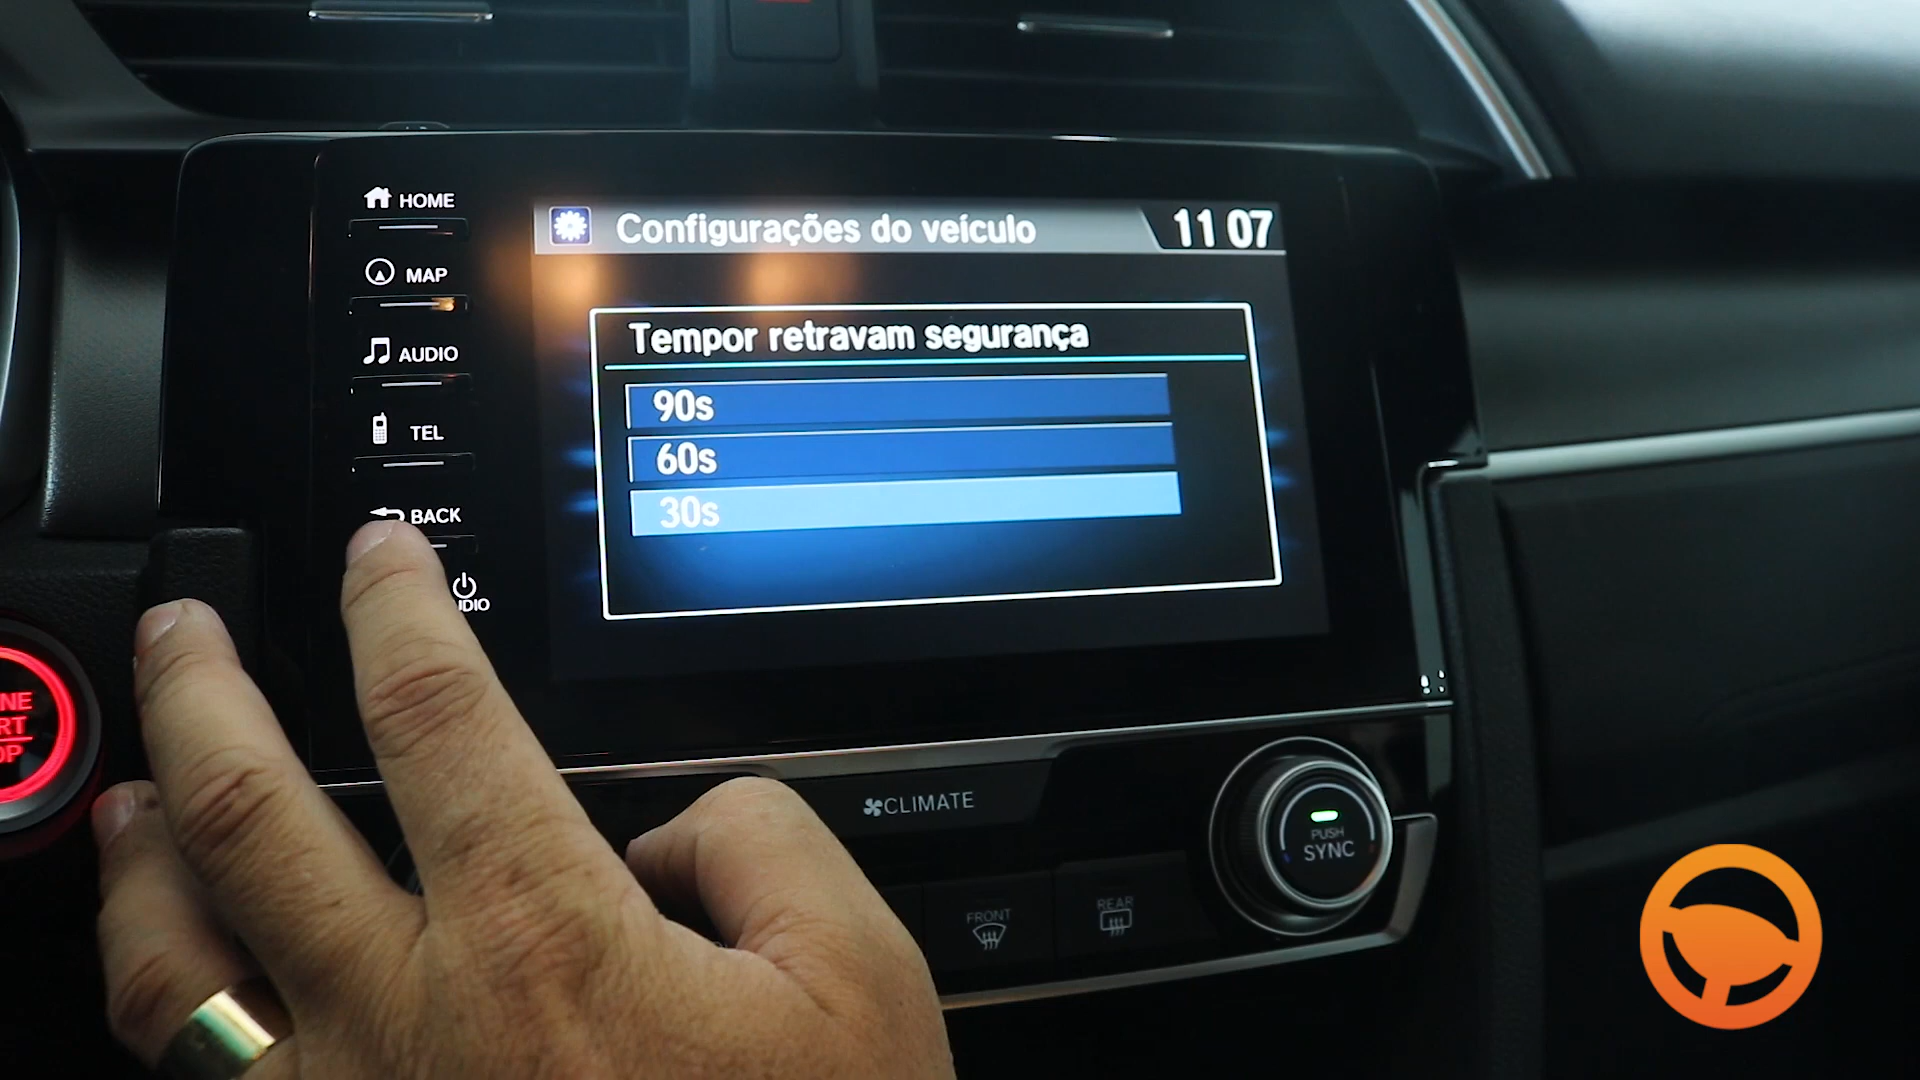 HOME
MAP
AUDIO
TEL
BACK
Configurações do veículo
11 07
Tempor retravam segurança
90s
60s
30s
CLIMATE
PUSH
SYNC
FRONT
REAR